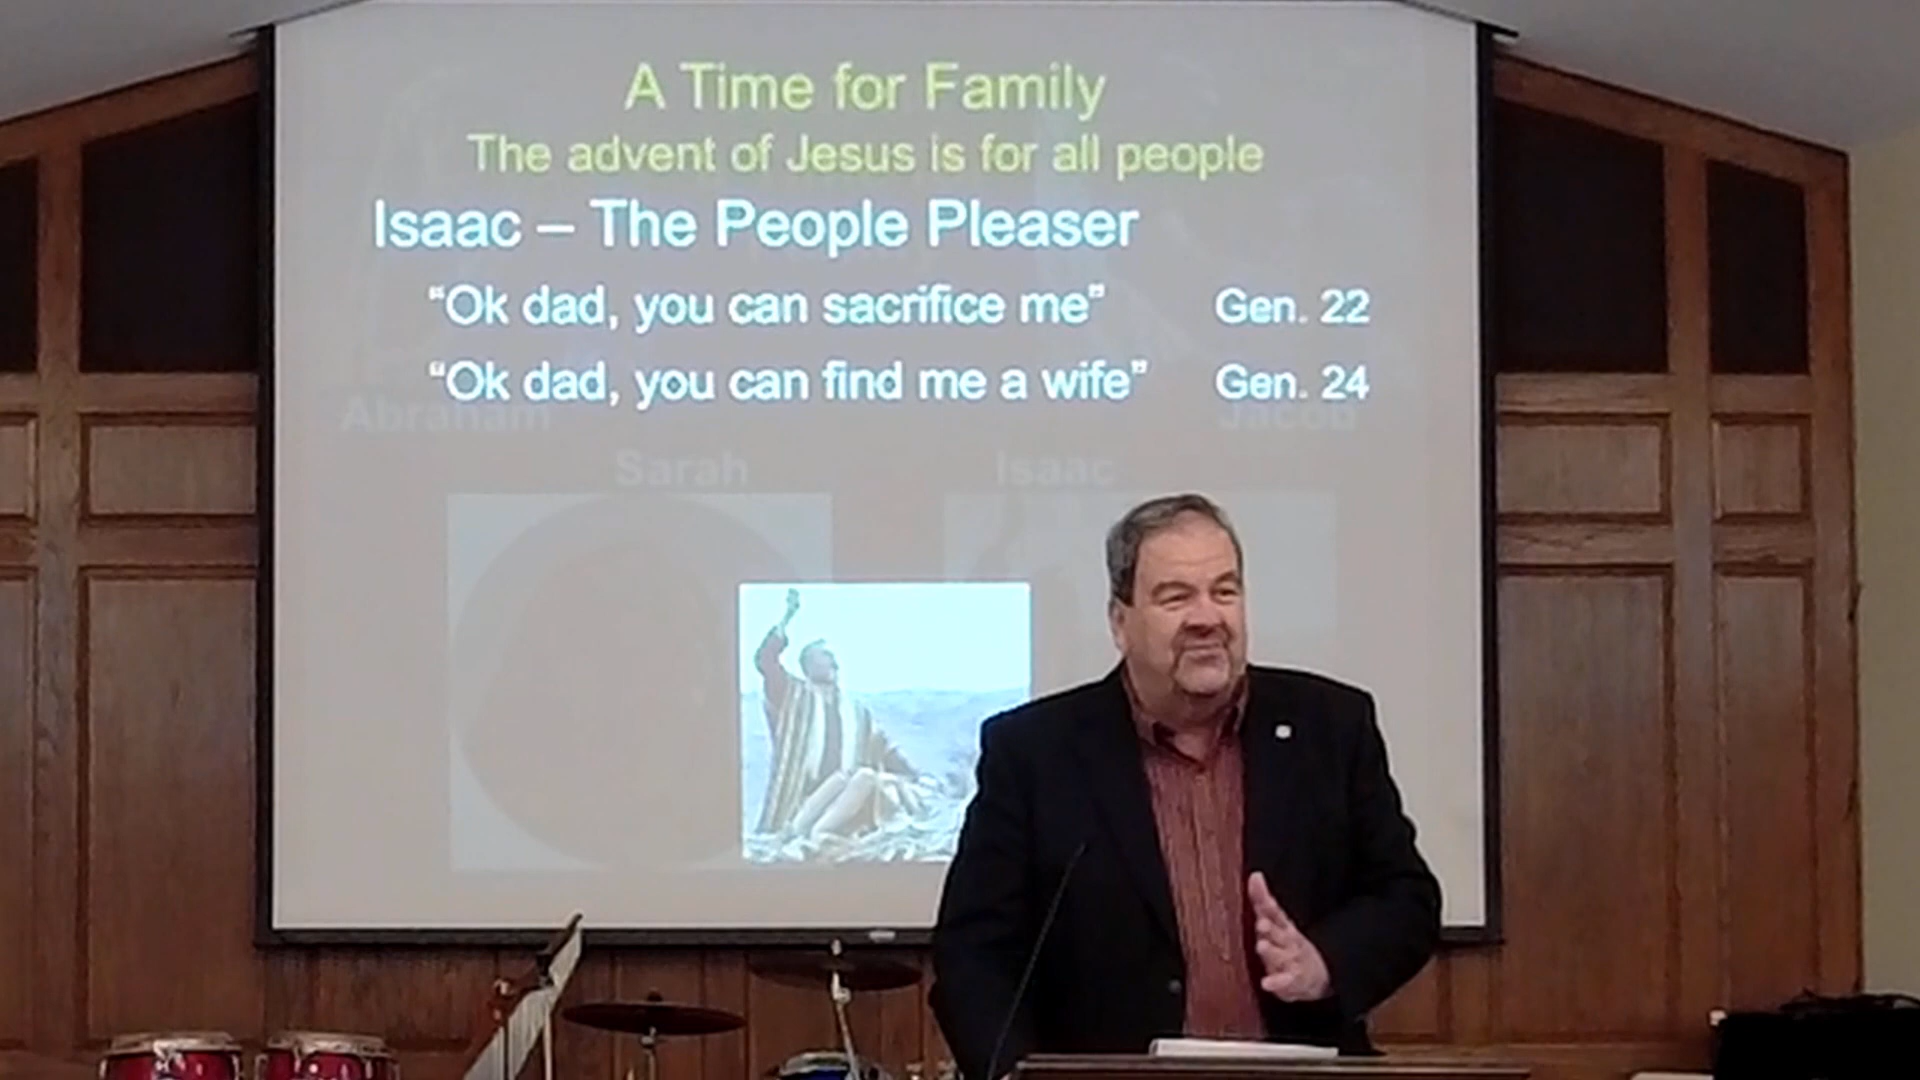 A Time for Family
The advent of Jesus is for all people
Isaac – The People Pleaser
“Ok dad, you can sacrifice me” Gen. 22
“Ok dad, you can find me a wife” Gen. 24
Abraham Jacob
Sarah Isaac